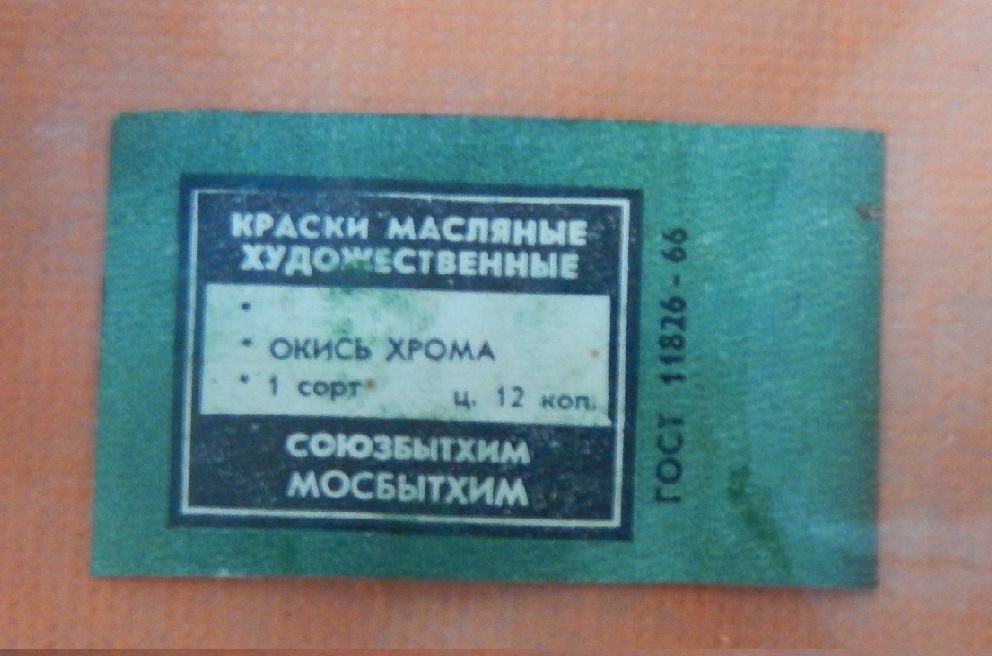 КРАСКИ МАСЛЯНЫЕ
ХУДОЖЕСТВЕННЫЕ
ОКИСЬ ХРОМА
1 сорт ц. 12 коп.
СОЮЗБЫТХИМ
МОСБЫТХИМ
ГОСТ 11826-66